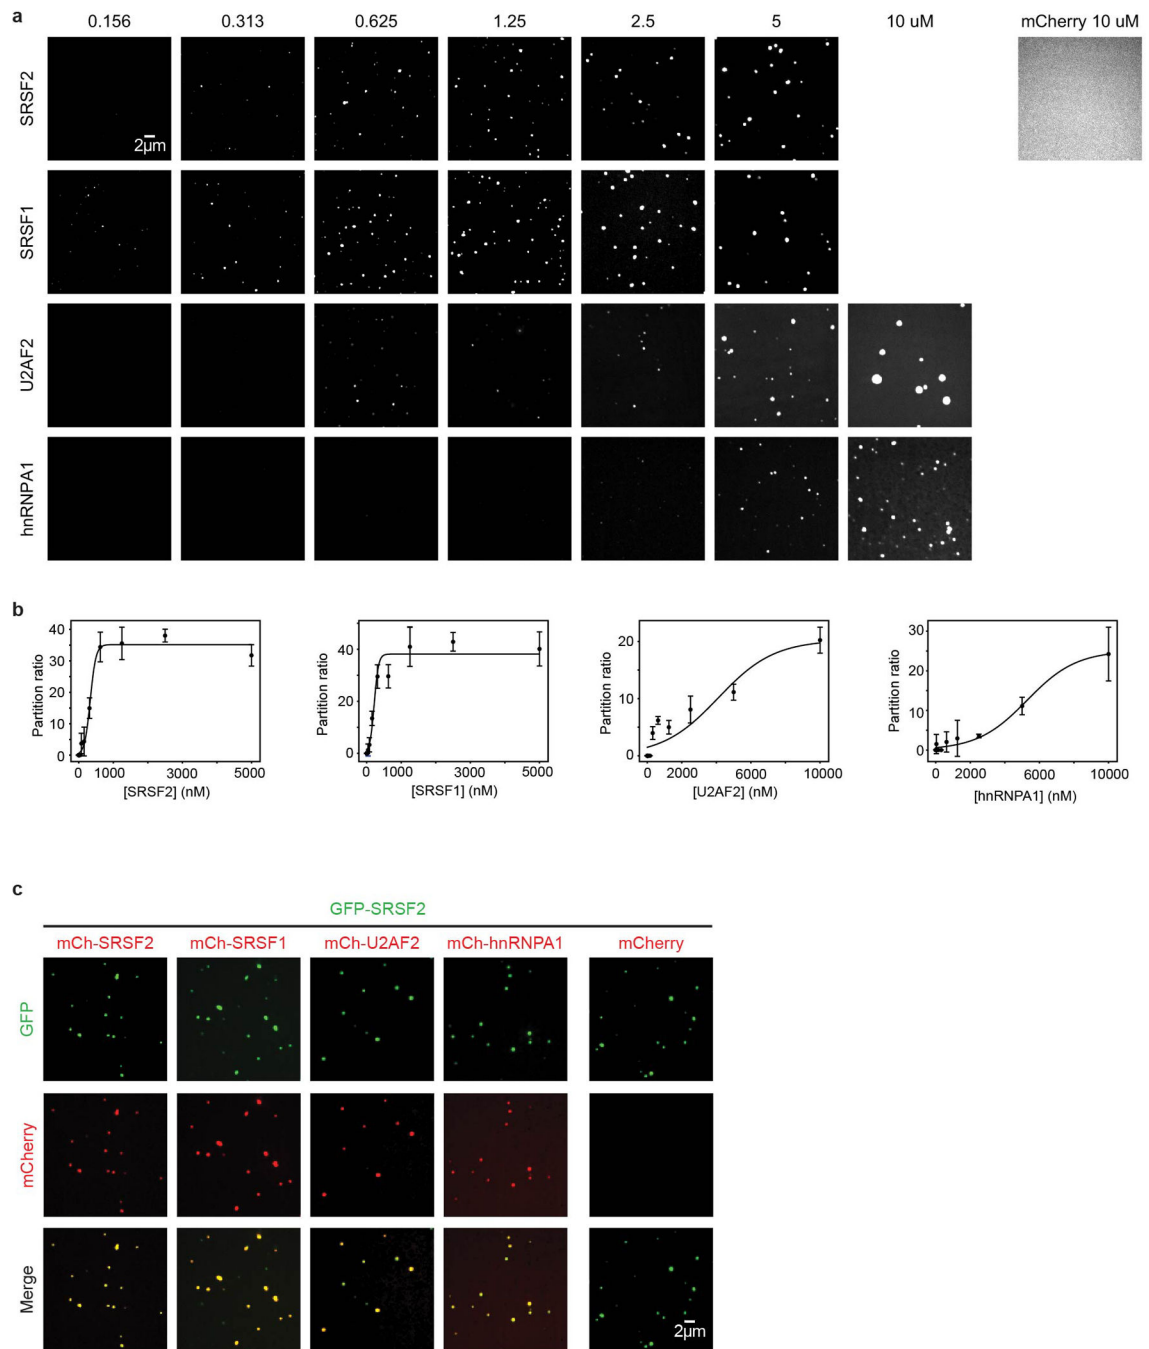 a
0.156 0.313 0.625 1.25 2.5 5 10 uM mCherry 10 uM
SRSF2
2µm
SRSF1
U2AF2
hnRNPA1
b
Partition ratio
40
30
20
10
0
0 1000 3000 5000
[SRSF2] (nM)
Partition ratio
40
20
0
0 1000 3000 5000
[SRSF1] (nM)
Partition ratio
20
10
0
0 2000 6000 10000
[U2AF2] (nM)
Partition ratio
30
20
10
0
0 2000 6000 10000
[hnRNPA1] (nM)
c
GFP-SRSF2
mCh-SRSF2 mCh-SRSF1 mCh-U2AF2 mCh-hnRNPA1 mCherry
GFP
mCherry
Merge
2µm